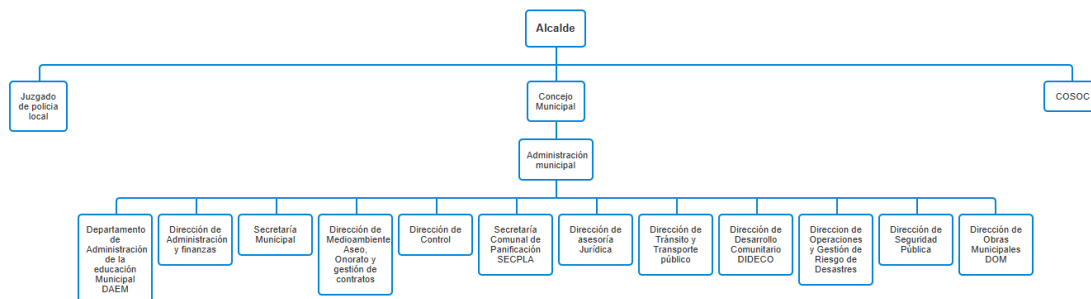 Alcalde
Juzgado
de policia
local
Concejo
Municipal
COSOC
Administración
municipal
Departamento
de
Administración
de la
educación
Municipal
DAEM
Dirección de
Administración
y finanzas
Secretaría
Municipal
Dirección de
Medioambiente,
Aseo,
Onorato y
gestión de
contratos
Dirección de
Control
Secretaría
Comunal de
Panificación
SECPLA
Dirección de
asesoría
Jurídica
Dirección de
Tránsito y
Transporte
público
Dirección de
Desarrollo
Comunitario
DIDECO
Direccion de
Operaciones
y Gestión de
Riesgo de
Desastres
Dirección de
Seguridad
Pública
Dirección de
Obras
Municipales
DOM